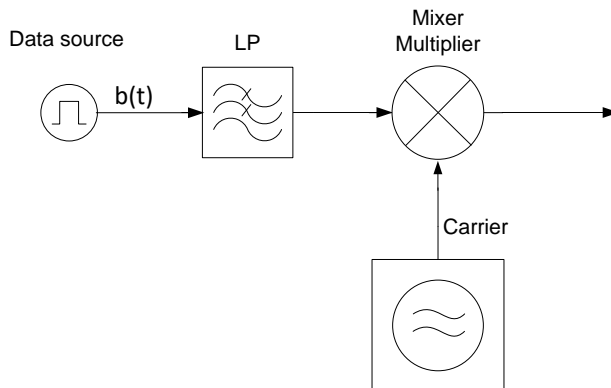 Data source
LP
Mixer
Multiplier
b(t)
Carrier